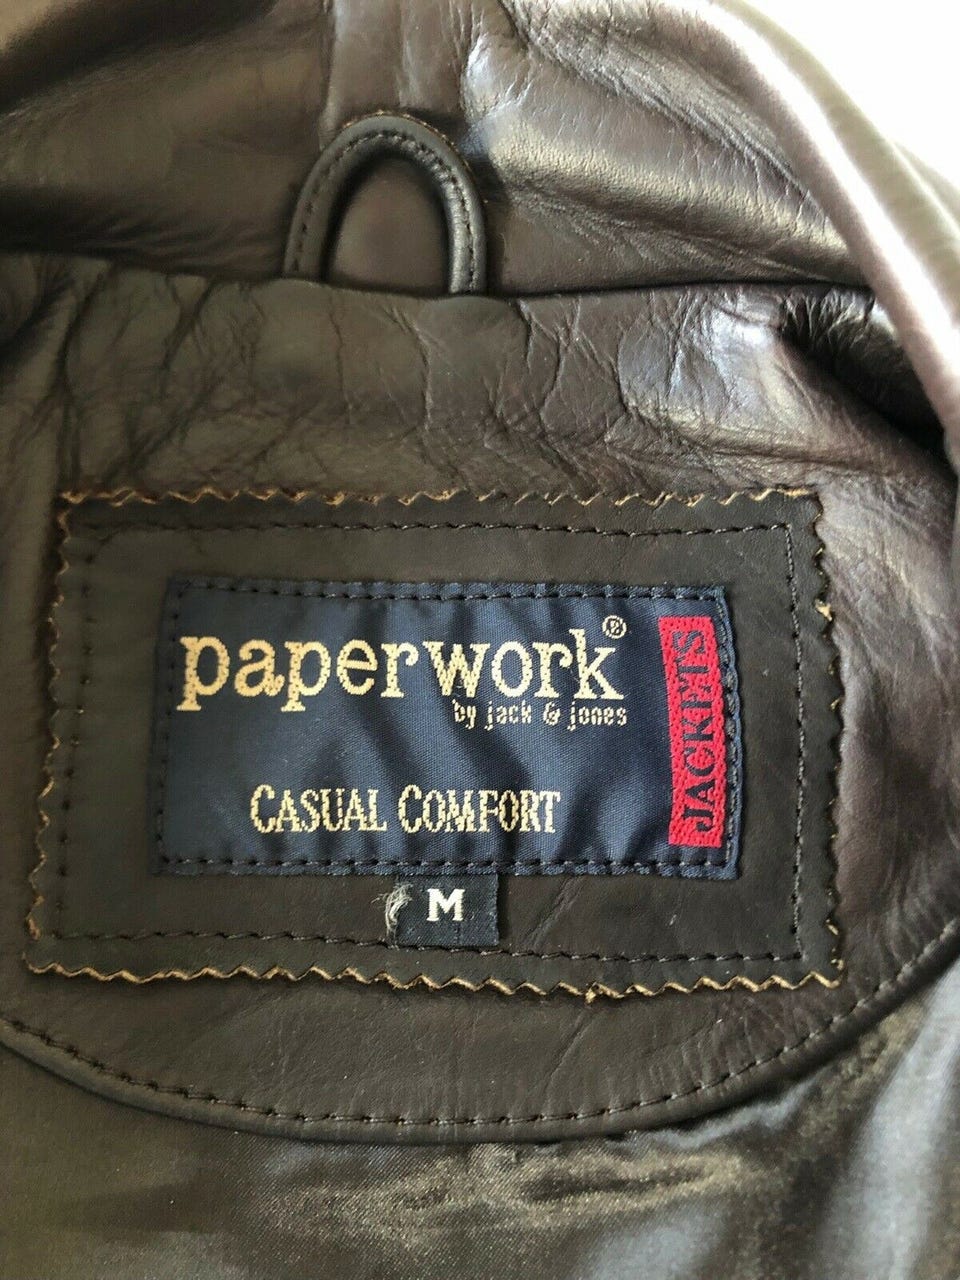 paperwork®
by jack & jones
JACKETS
CASUAL COMFORT
M